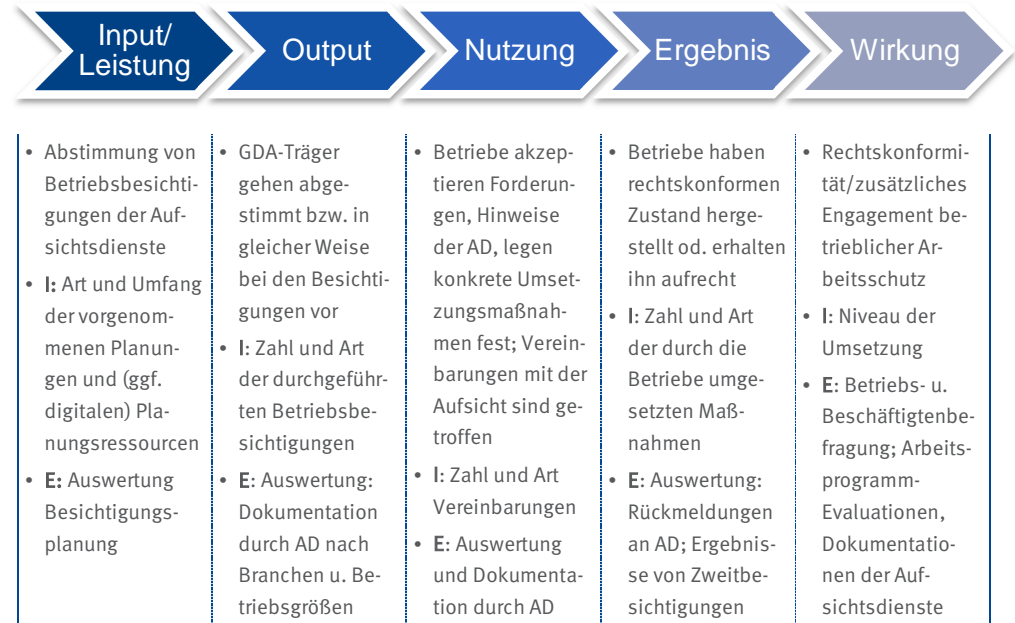 Input/
Leistung
Output
Nutzung
Ergebnis
Wirkung
• Abstimmung von
Betriebsbesichti-
gungen der Auf-
sichtsdienste
• I: Art und Umfang
der vorgenom-
menen Planun-
gen und (ggf.
digitalen) Pla-
nungsressourcen
• E: Auswertung
Besichtigungs-
planung
• GDA-Träger
gehen abge-
stimmt bzw. in
gleicher Weise
bei den Besichti-
gungen vor
• I: Zahl und Art
der durchgeführ-
ten Betriebsbe-
sichtigungen
• E: Auswertung:
Dokumentation
durch AD nach
Branchen u. Be-
triebsgrößen
• Betriebe akzep-
tieren Forderun-
gen, Hinweise
der AD, legen
konkrete Umset-
zungsmaßnah-
men fest; Verein-
barungen mit der
Aufsicht sind ge-
troffen
• I: Zahl und Art
Vereinbarungen
• E: Auswertung
und Dokumenta-
tion durch AD
• Betriebe haben
rechtskonformen
Zustand herge-
stellt od. erhalten
ihn aufrecht
• I: Zahl und Art
der durch die
Betriebe umge-
setzten Maß-
nahmen
• E: Auswertung:
Rückmeldungen
an AD; Ergebnis-
se von Zweitbe-
sichtigungen
• Rechtskonformi-
tät/zusätzliches
Engagement be-
trieblicher Ar-
beitsschutz
• I: Niveau der
Umsetzung
• E: Betriebs- u.
Beschäftigtenbe-
fragung; Arbeits-
programm-
Evaluationen,
Dokumentatio-
nen der Auf-
sichtsdienste